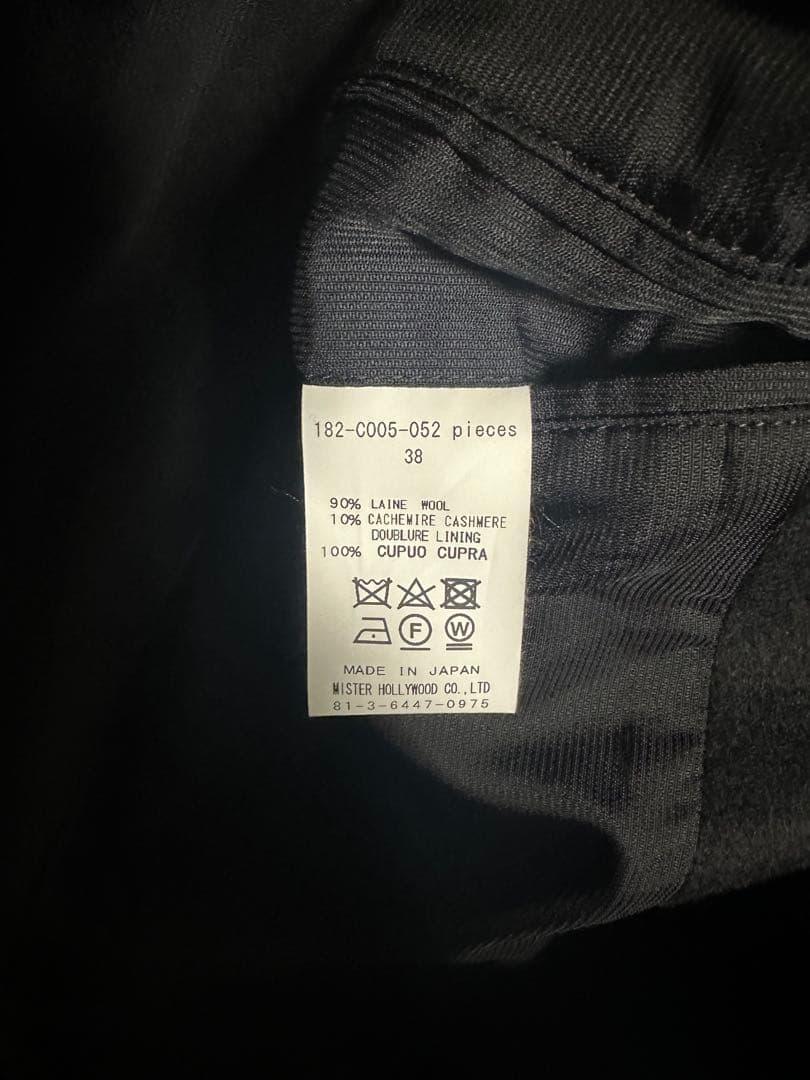 182-C005-052 pieces
38
90% LAINE WOOL
10% CACHEMIRE CASHMERE
DOUBLURE LINING
100% CUPUO CUPRA
F W
MADE IN JAPAN
MISTER HOLLYWOOD CO.,LTD
81-3-6447-0975